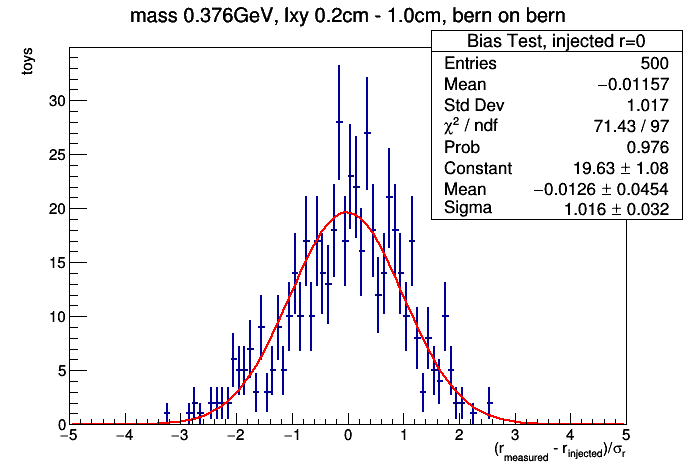 mass 0.376GeV, lxy 0.2cm - 1.0cm, bern on bern
toys
Bias Test, injected r=0
Entries 500
Mean −0.01157
Std Dev 1.017
χ² / ndf 71.43 / 97
Prob 0.976
Constant 19.63 ± 1.08
Mean −0.0126 ± 0.0454
Sigma 1.016 ± 0.032
30
25
20
15
10
5
0
−5 −4 −3 −2 −1 0 1 2 3 4 5
(r_measured - r_injected)/σ_r